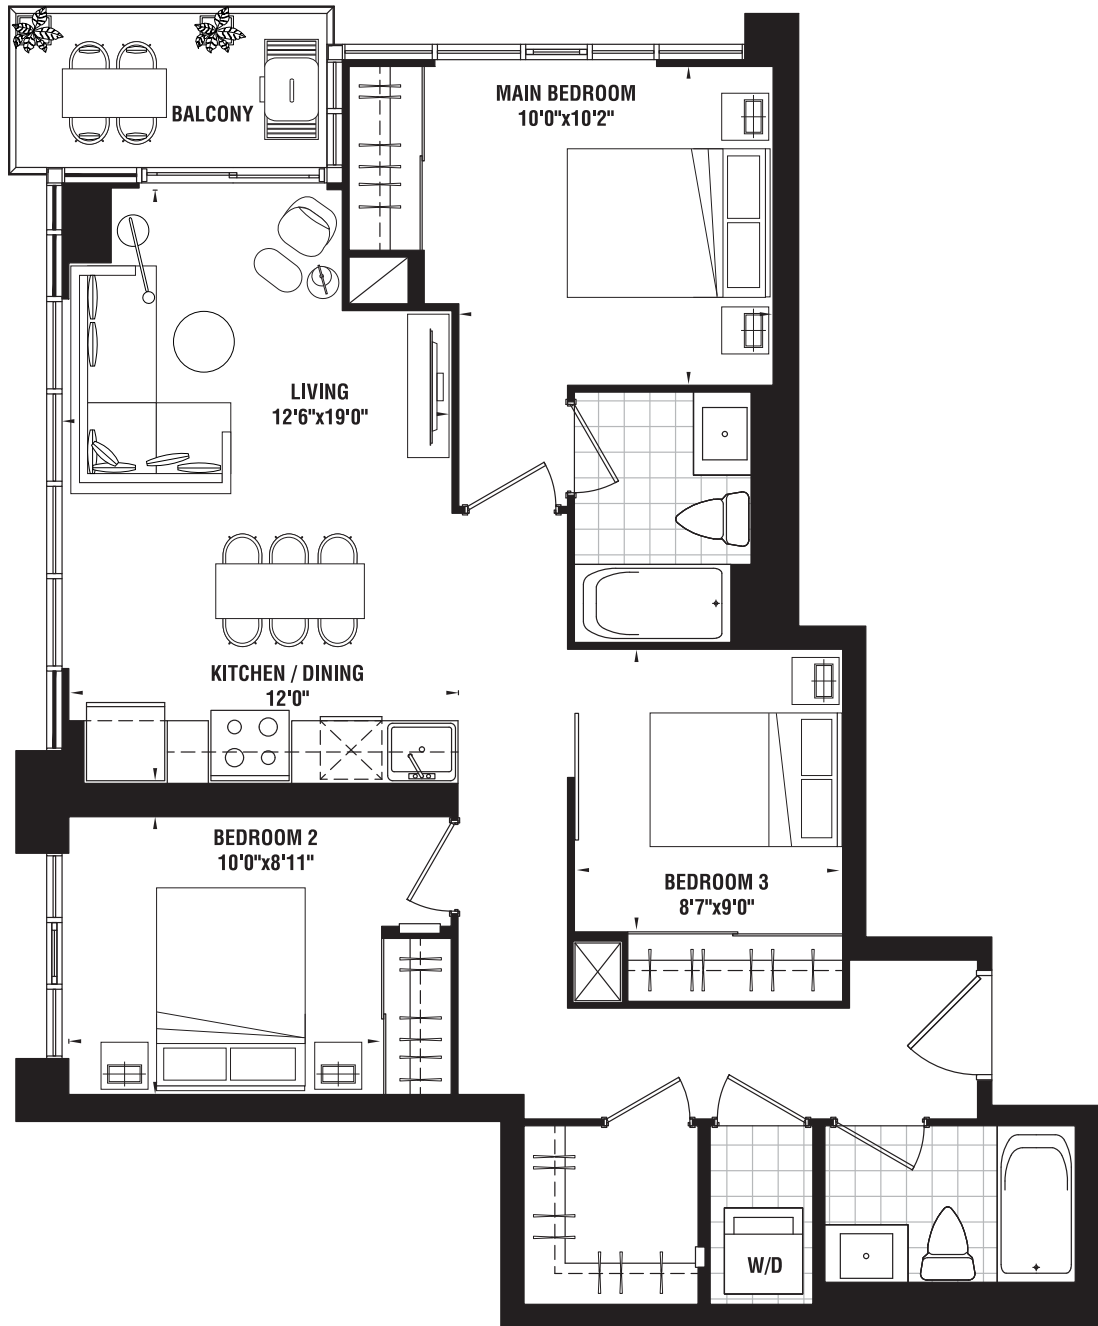 BALCONY
MAIN BEDROOM
10'0"x10'2"
LIVING
12'6"x19'0"
KITCHEN / DINING
12'0"
BEDROOM 2
10'0"x8'11"
BEDROOM 3
8'7"x9'0"
W/D